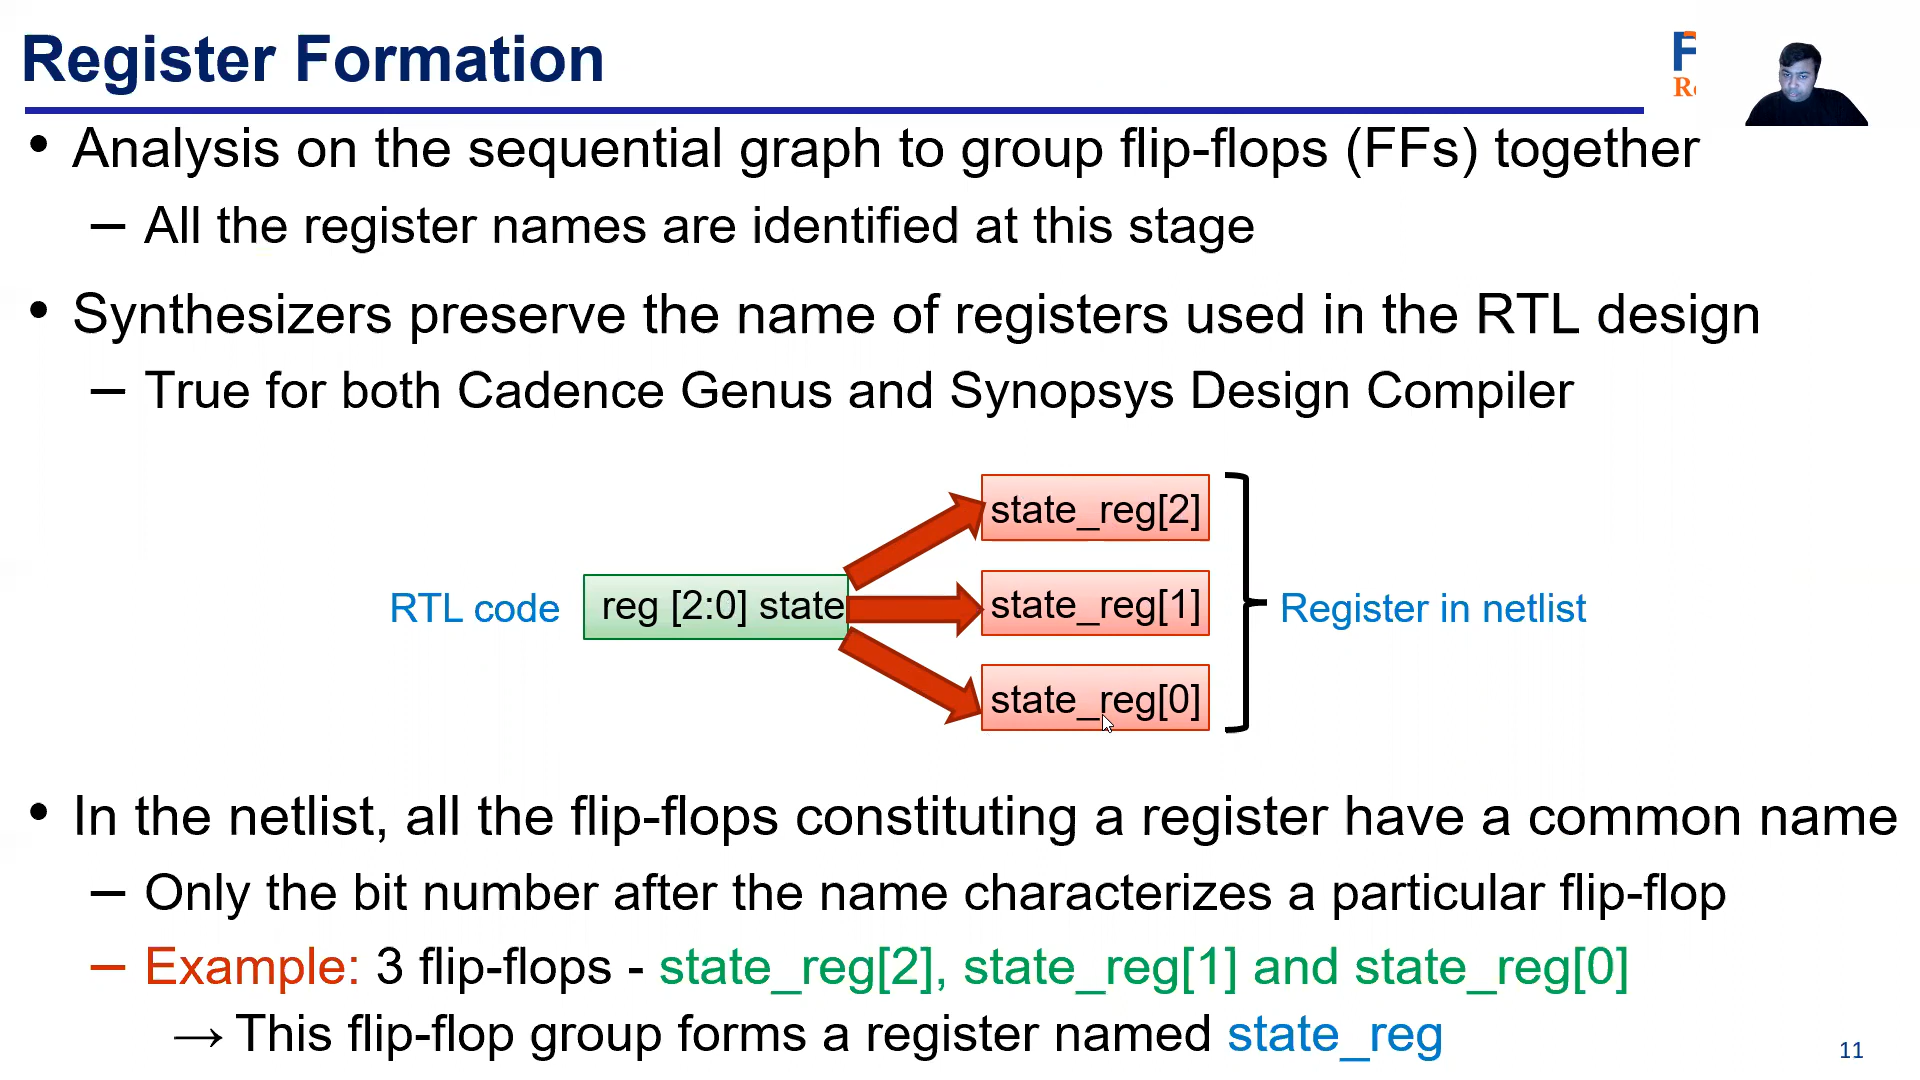 Register Formation
• Analysis on the sequential graph to group flip-flops (FFs) together
– All the register names are identified at this stage
• Synthesizers preserve the name of registers used in the RTL design
– True for both Cadence Genus and Synopsys Design Compiler
state_reg[2]
RTL code reg [2:0] state state_reg[1] Register in netlist
state_reg[0]
• In the netlist, all the flip-flops constituting a register have a common name
– Only the bit number after the name characterizes a particular flip-flop
– Example: 3 flip-flops - state_reg[2], state_reg[1] and state_reg[0]
→ This flip-flop group forms a register named state_reg
11